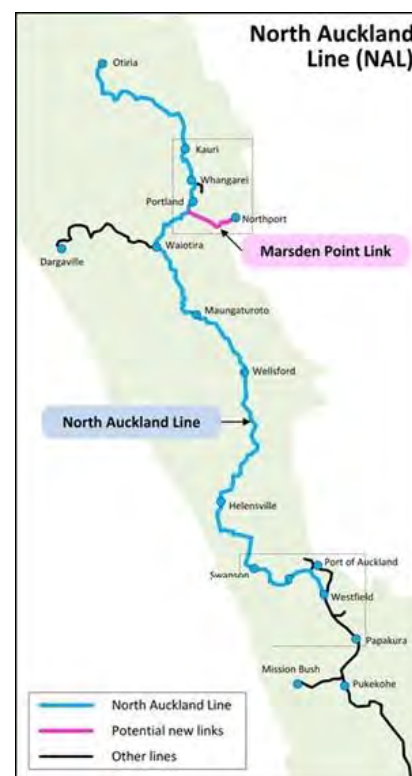 North Auckland
Line (NAL)
Otiria
Kauri
Whangarei
Portland
Northport
Marsden Point Link
Waiotira
Dargaville
Maungaturoto
Wellsford
North Auckland Line
Helensville
Port of Auckland
Swanson
Westfield
Papakura
Mission Bush
Pukekohe
North Auckland Line
Potential new links
Other lines